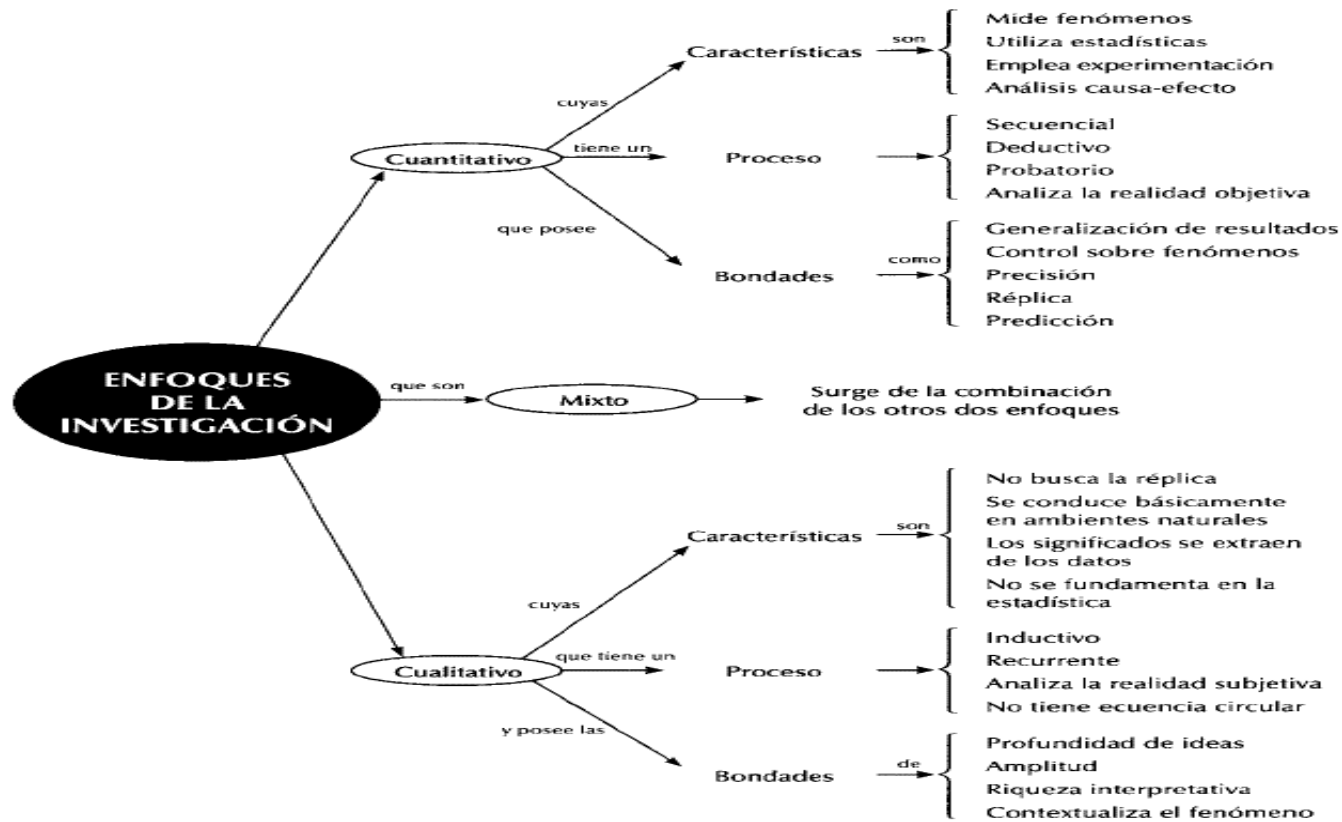 Mide fenómenos
Utiliza estadísticas
Emplea experimentación
Análisis causa-efecto
son
Características
cuyas
Secuencial
Deductivo
Probatorio
Analiza la realidad objetiva
Cuantitativo
tiene un
Proceso
que posee
Generalización de resultados
Control sobre fenómenos
Precisión
Réplica
Predicción
Bondades
como
ENFOQUES
DE LA
INVESTIGACIÓN
que son
Mixto
Surge de la combinación
de los otros dos enfoques
No busca la réplica
Se conduce básicamente
en ambientes naturales
Los significados se extraen
de los datos
No se fundamenta en la
estadística
Características
son
cuyas
Inductivo
Recurrente
Analiza la realidad subjetiva
No tiene ecuencia circular
Cualitativo
que tiene un
Proceso
y posee las
Profundidad de ideas
Amplitud
Riqueza interpretativa
Contextualiza el fenómeno
Bondades
de